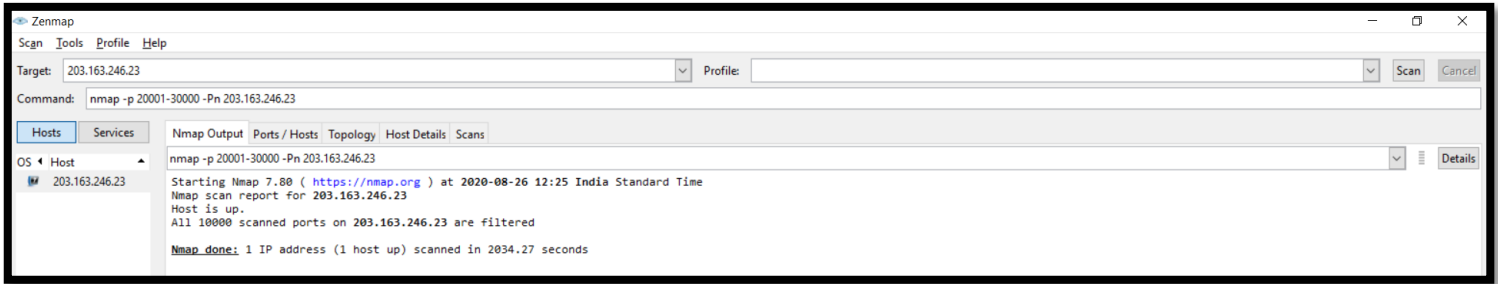 Zenmap
Scan Tools Profile Help
Target: 203.163.246.23 Profile: Scan Cancel
Command: nmap -p 20001-30000 -Pn 203.163.246.23
Hosts Services Nmap Output Ports / Hosts Topology Host Details Scans
OS Host nmap -p 20001-30000 -Pn 203.163.246.23 Details
203.163.246.23
Starting Nmap 7.80 ( https://nmap.org ) at 2020-08-26 12:25 India Standard Time
Nmap scan report for 203.163.246.23
Host is up.
All 10000 scanned ports on 203.163.246.23 are filtered
Nmap done: 1 IP address (1 host up) scanned in 2034.27 seconds